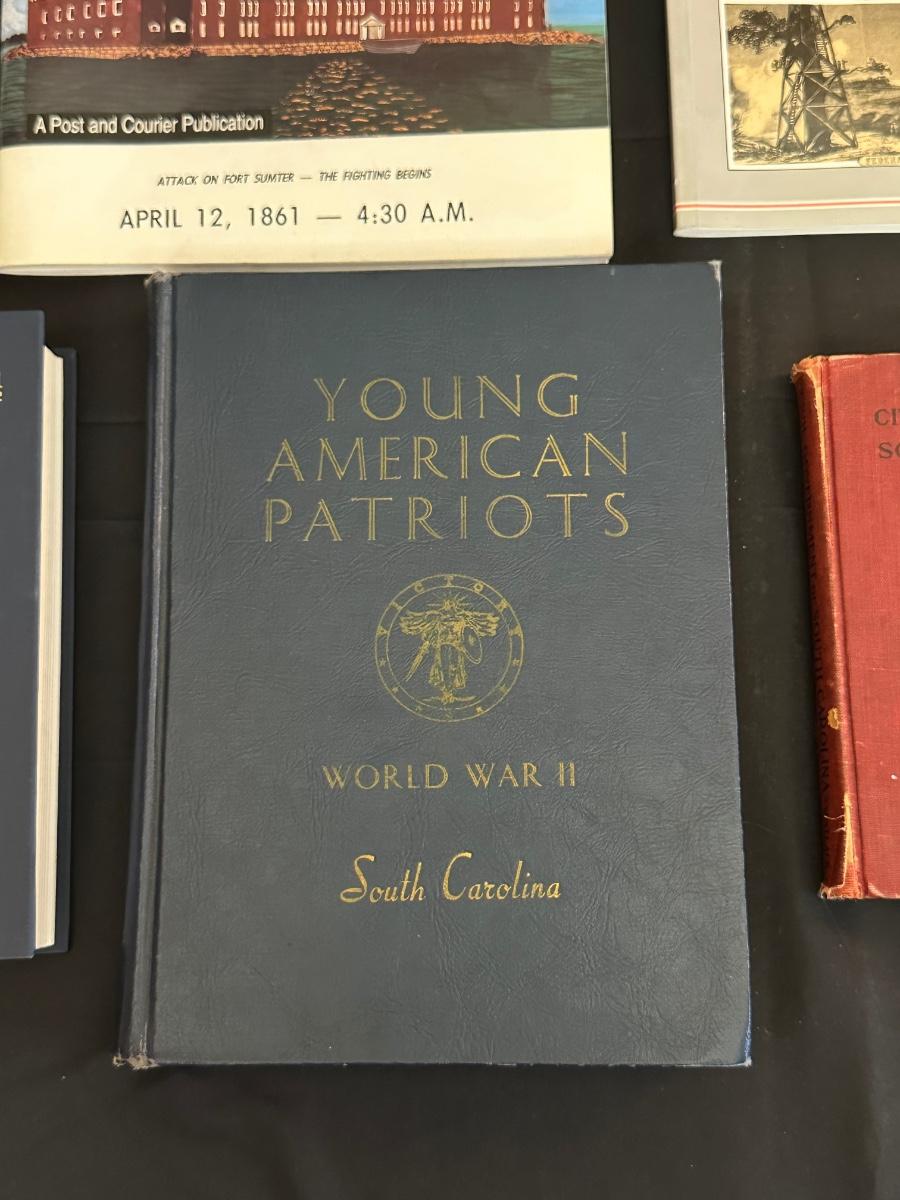 A Post and Courier Publication
ATTACK ON FORT SUMTER — THE FIGHTING BEGINS
APRIL 12, 1861 — 4:30 A.M.
YOUNG
AMERICAN
PATRIOTS
VICTORY
WORLD WAR II
South Carolina